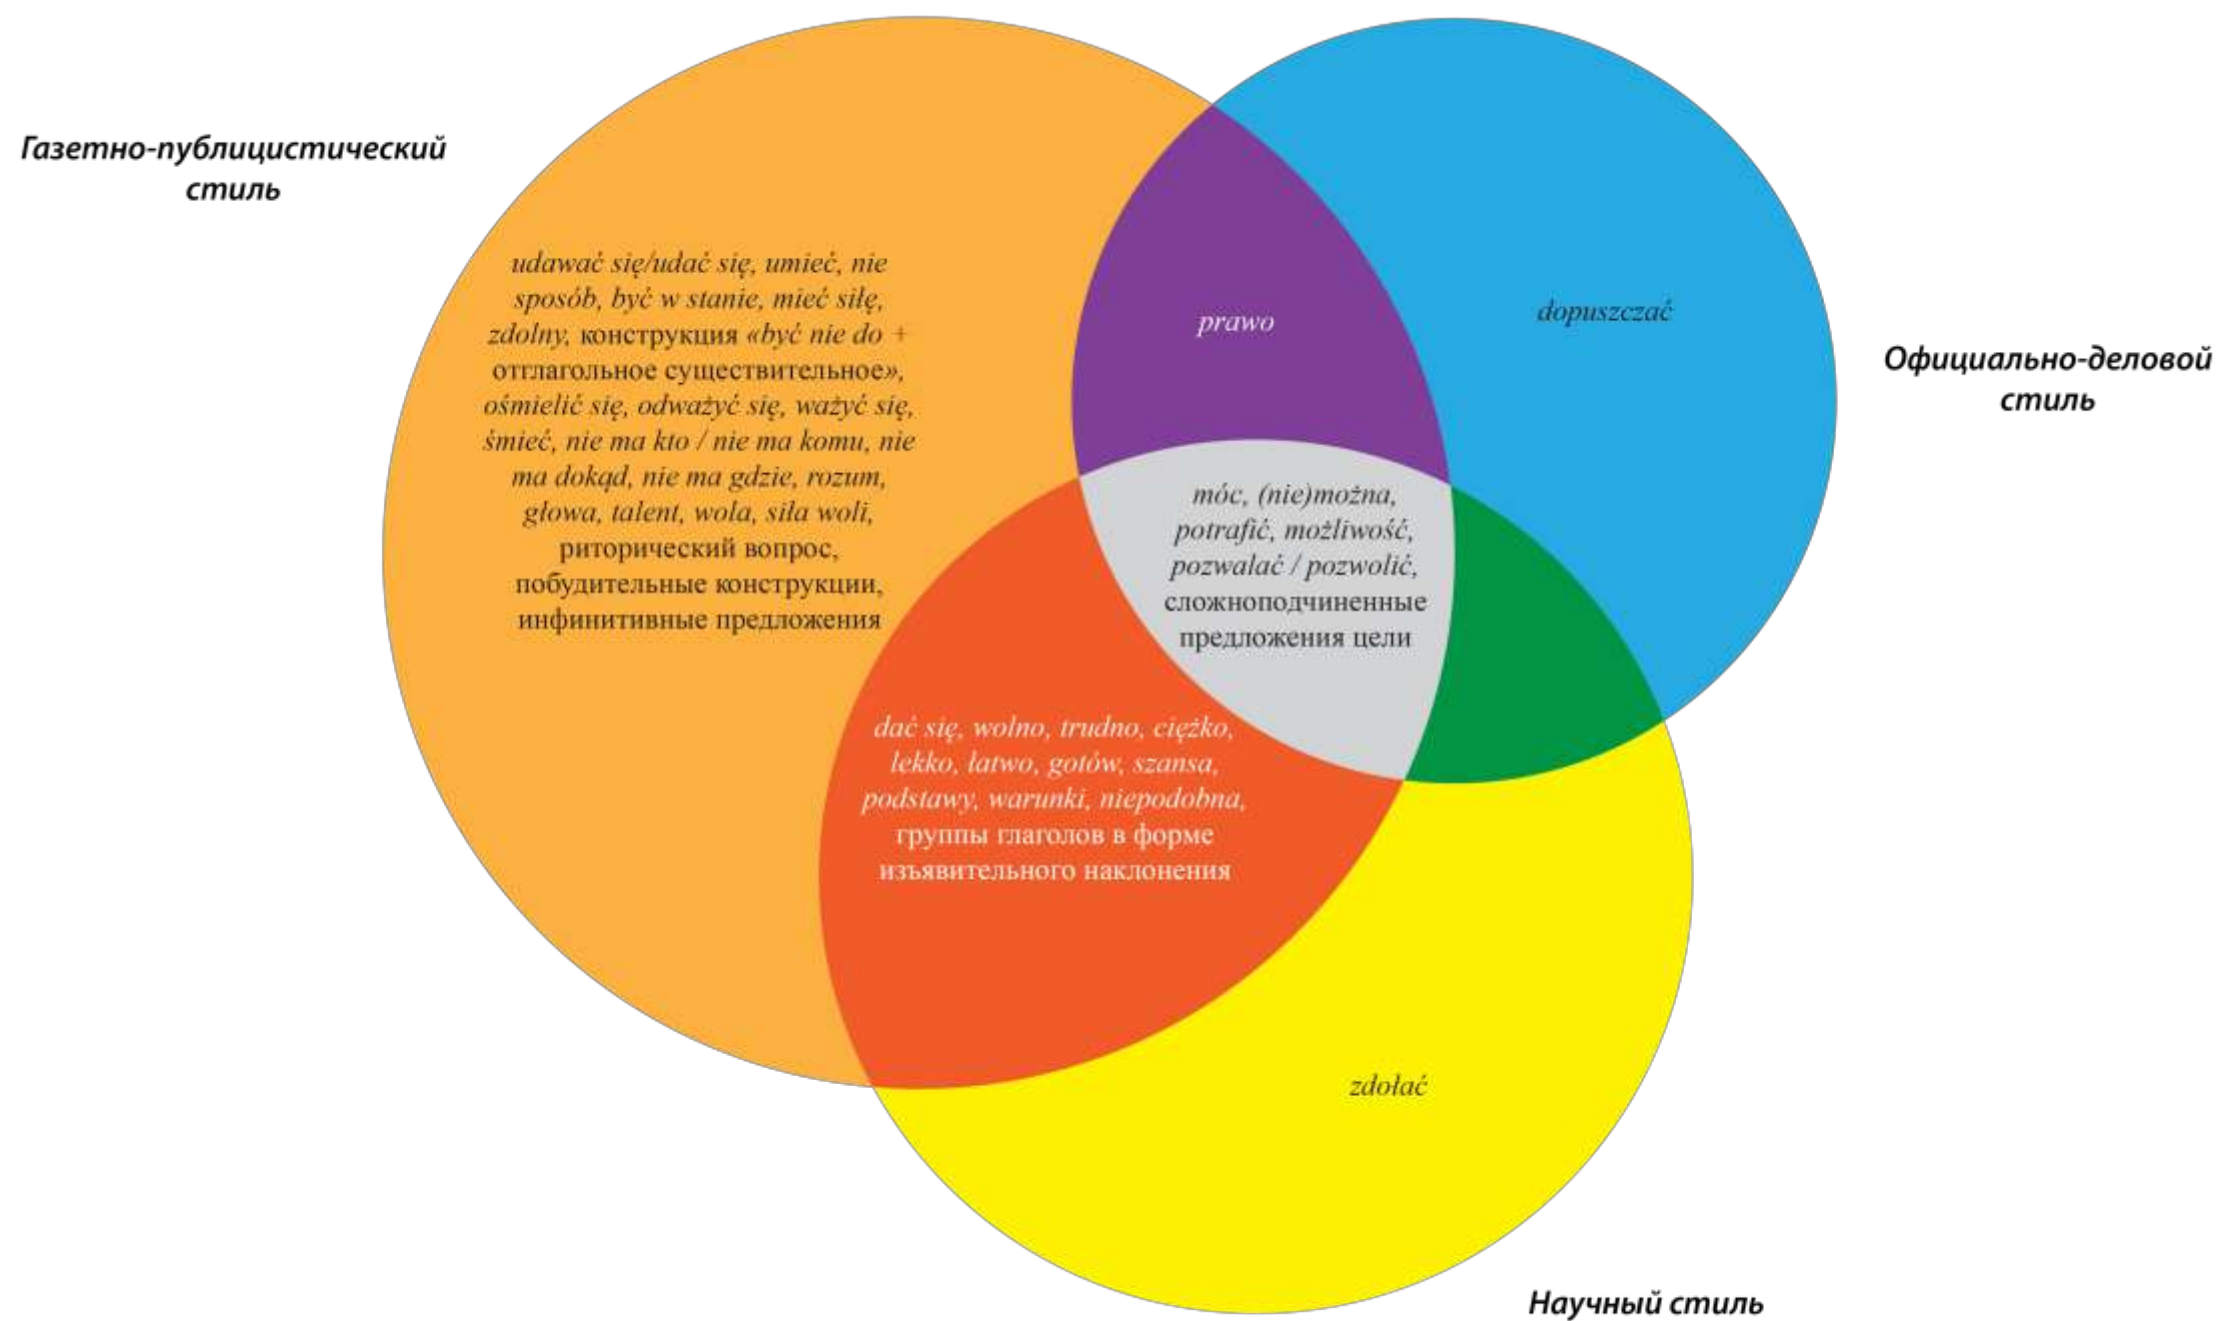 Газетно-публицистический
стиль
udawać się/udać się, umieć, nie
sposób, być w stanie, mieć siłę,
zdolny, конструкция «być nie do +
отглагольное существительное»,
ośmielić się, odważyć się, ważyć się,
śmieć, nie ma kto / nie ma komu, nie
ma dokąd, nie ma gdzie, rozum,
głowa, talent, wola, siła woli,
риторический вопрос,
побудительные конструкции,
инфинитивные предложения
prawo
dopuszczać
Официально-деловой
стиль
móc, (nie)można,
potrafić, możliwość,
pozwalać / pozwolić,
сложноподчиненные
предложения цели
dać się, wolno, trudno, ciężko,
lekko, łatwo, gotów, szansa,
podstawy, warunki, niepodobna,
группы глаголов в форме
изъявительного наклонения
zdołać
Научный стиль